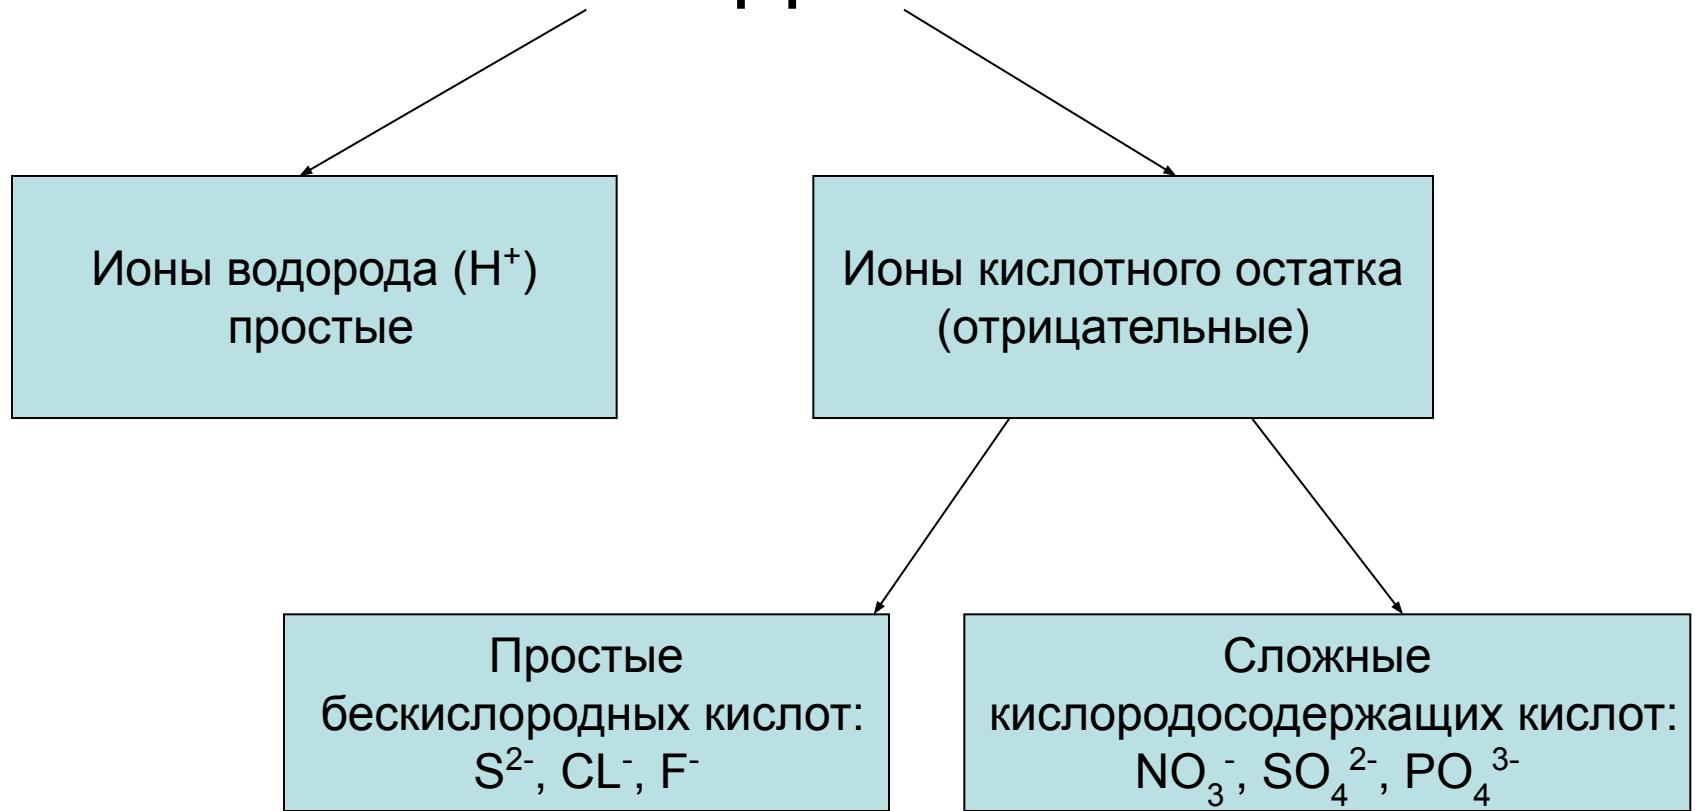 Ионы водорода (H⁺)
простые
Ионы кислотного остатка
(отрицательные)
Простые
бескислородных кислот:
S²⁻, CL⁻, F⁻
Сложные
кислородосодержащих кислот:
NO₃⁻, SO₄²⁻, PO₄³⁻